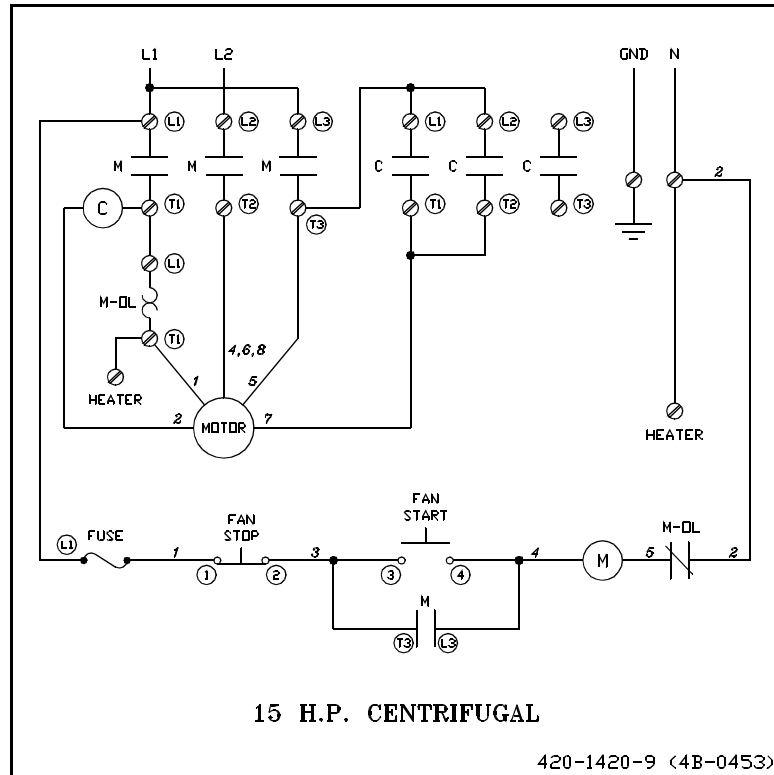 L1 L2 GND N
L1 L2 L3 L1 L2 L3
2
M M M C C C
C T1 T2 T3 T1 T2 T3
L1
M-OL
T1
4,6,8
1 5
HEATER
2 MOTOR 7
HEATER
FAN
START
L1 FUSE FAN
STOP
M-OL
1 3 4 M 5 2
1 2 3 4
M
T3 L3
15 H.P. CENTRIFUGAL
420-1420-9 (4B-0453)